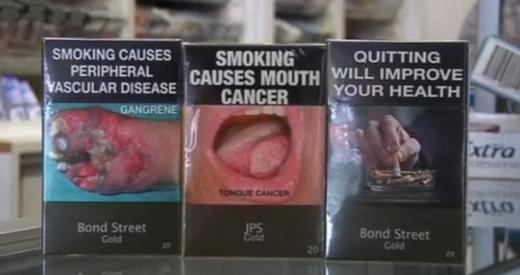 SMOKING CAUSES
PERIPHERAL
VASCULAR DISEASE
GANGRENE
Bond Street
Gold
20
SMOKING
CAUSES MOUTH
CANCER
TONGUE CANCER
JPS
Gold
20
QUITTING
WILL IMPROVE
YOUR HEALTH
Bond Street
Gold
20
Extra